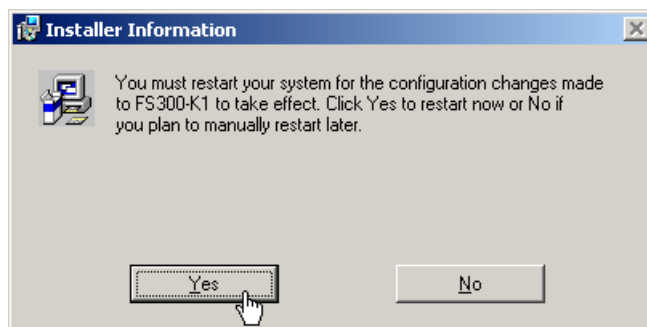 Installer Information
You must restart your system for the configuration changes made
to FS300-K1 to take effect. Click Yes to restart now or No if
you plan to manually restart later.
Yes
No